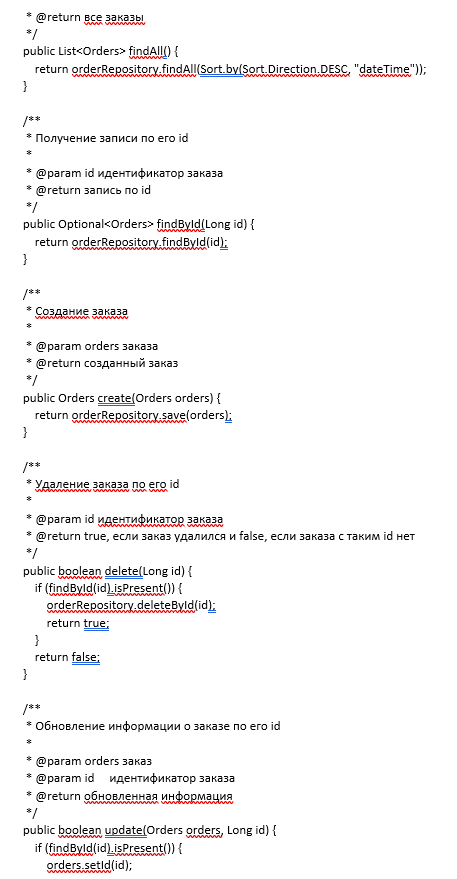 * @return все заказы
*/
public List<Orders> findAll() {
return orderRepository.findAll(Sort.by(Sort.Direction.DESC, "dateTime"));
}
/**
* Получение записи по его id
*
* @param id идентификатор заказа
* @return запись по id
*/
public Optional<Orders> findById(Long id) {
return orderRepository.findById(id);
}
/**
* Создание заказа
*
* @param orders заказа
* @return созданный заказ
*/
public Orders create(Orders orders) {
return orderRepository.save(orders);
}
/**
* Удаление заказа по его id
*
* @param id идентификатор заказа
* @return true, если заказ удалился и false, если заказа с таким id нет
*/
public boolean delete(Long id) {
if (findById(id).isPresent()) {
orderRepository.deleteById(id);
return true;
}
return false;
}
/**
* Обновление информации о заказе по его id
*
* @param orders заказ
* @param id идентификатор заказа
* @return обновленная информация
*/
public boolean update(Orders orders, Long id) {
if (findById(id).isPresent()) {
orders.setId(id);